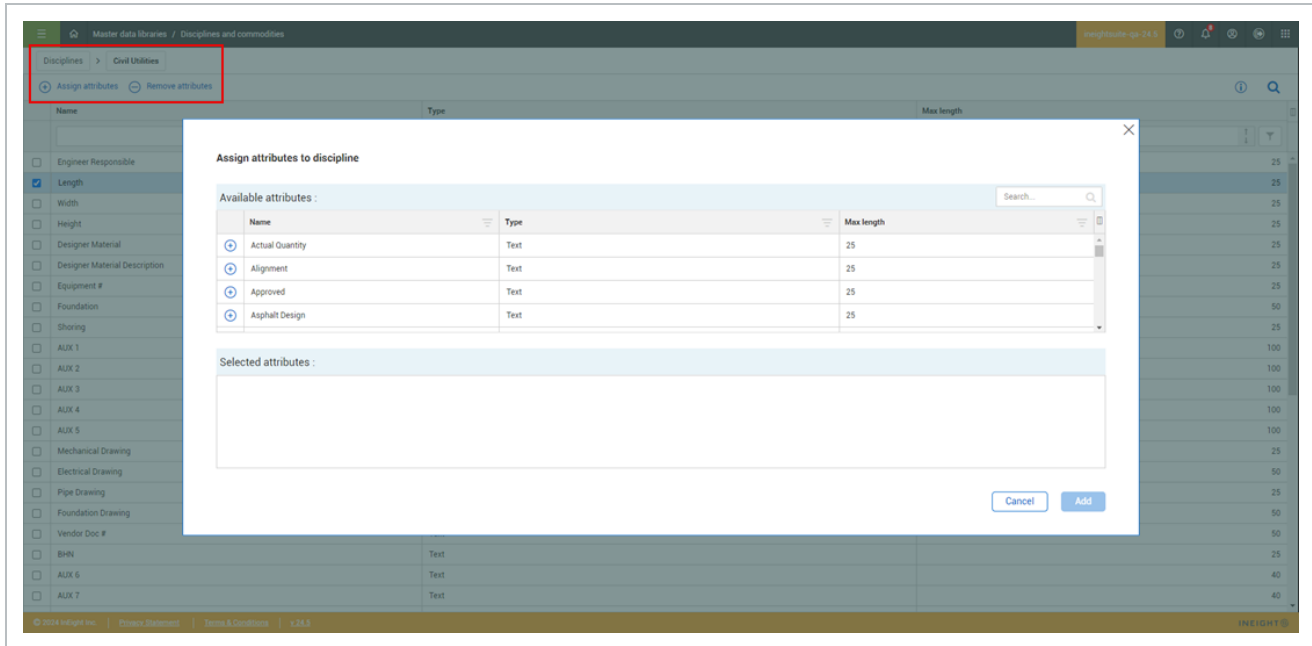 Master data libraries / Disciplines and commodities
Disciplines > Civil Utilities
Assign attributes Remove attributes
Name Type Max length
Engineer Responsible 25
Length 25
Width 25
Height 25
Designer Material 25
Designer Material Description 25
Equipment # 25
Foundation 50
Shoring 25
AUX 1 100
AUX 2 100
AUX 3 100
AUX 4 100
AUX 5 100
Mechanical Drawing 25
Electrical Drawing 50
Pipe Drawing 25
Foundation Drawing 50
Vendor Doc # 50
BHN Text 25
AUX 6 Text 40
AUX 7 Text 40
Assign attributes to discipline
Available attributes :
Search...
Name Type Max length
Actual Quantity Text 25
Alignment Text 25
Approved Text 25
Asphalt Design Text 25
Selected attributes :
Cancel Add
© 2024 InEight Inc. | Privacy Statement | Terms & Conditions
INEIGHT